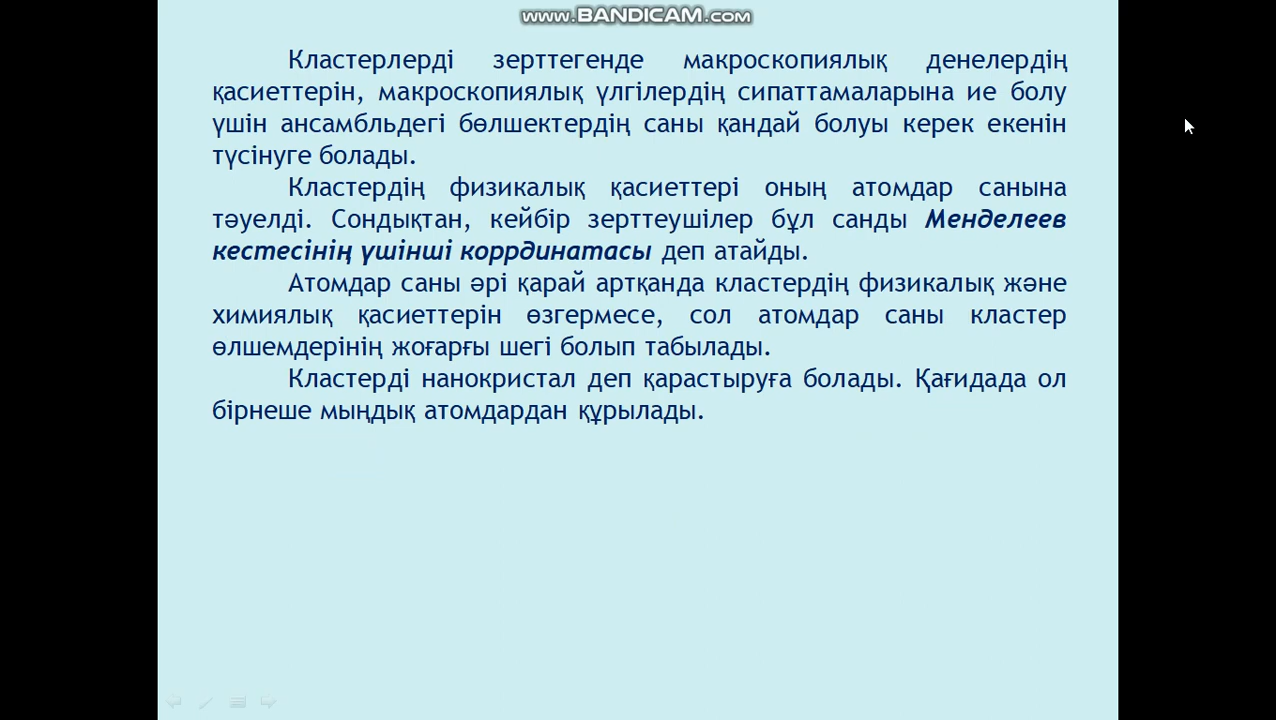 www.BANDICAM.com
Кластерлерді зерттегенде макроскопиялық денелердің
қасиеттерін, макроскопиялық үлгілердің сипаттамаларына ие болу
үшін ансамбльдегі бөлшектердің саны қандай болуы керек екенін
түсінуге болады.
Кластердің физикалық қасиеттері оның атомдар санына
тәуелді. Сондықтан, кейбір зерттеушілер бұл санды Менделеев
кестесінің үшінші коррдинатасы деп атайды.
Атомдар саны әрі қарай артқанда кластердің физикалық және
химиялық қасиеттерін өзгермесе, сол атомдар саны кластер
өлшемдерінің жоғарғы шегі болып табылады.
Кластерді нанокристал деп қарастыруға болады. Қағидада ол
бірнеше мыңдық атомдардан құрылады.